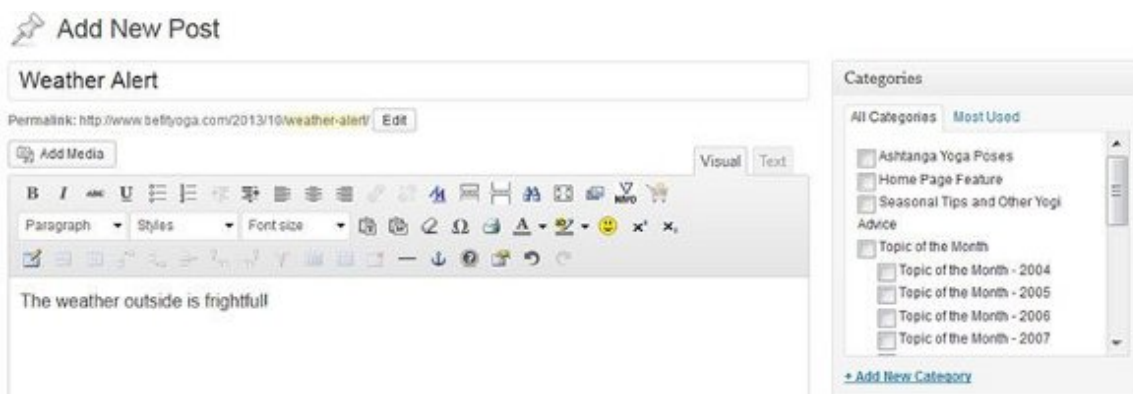 Add New Post
Weather Alert
Permalink: http://www.befityoga.com/2013/10/weather-alert/ Edit
Add Media
Visual Text
B I ABC U
Paragraph Styles Font size
The weather outside is frightful!
Categories
All Categories Most Used
Ashtanga Yoga Poses
Home Page Feature
Seasonal Tips and Other Yogi
Advice
Topic of the Month
Topic of the Month - 2004
Topic of the Month - 2005
Topic of the Month - 2006
Topic of the Month - 2007
+ Add New Category